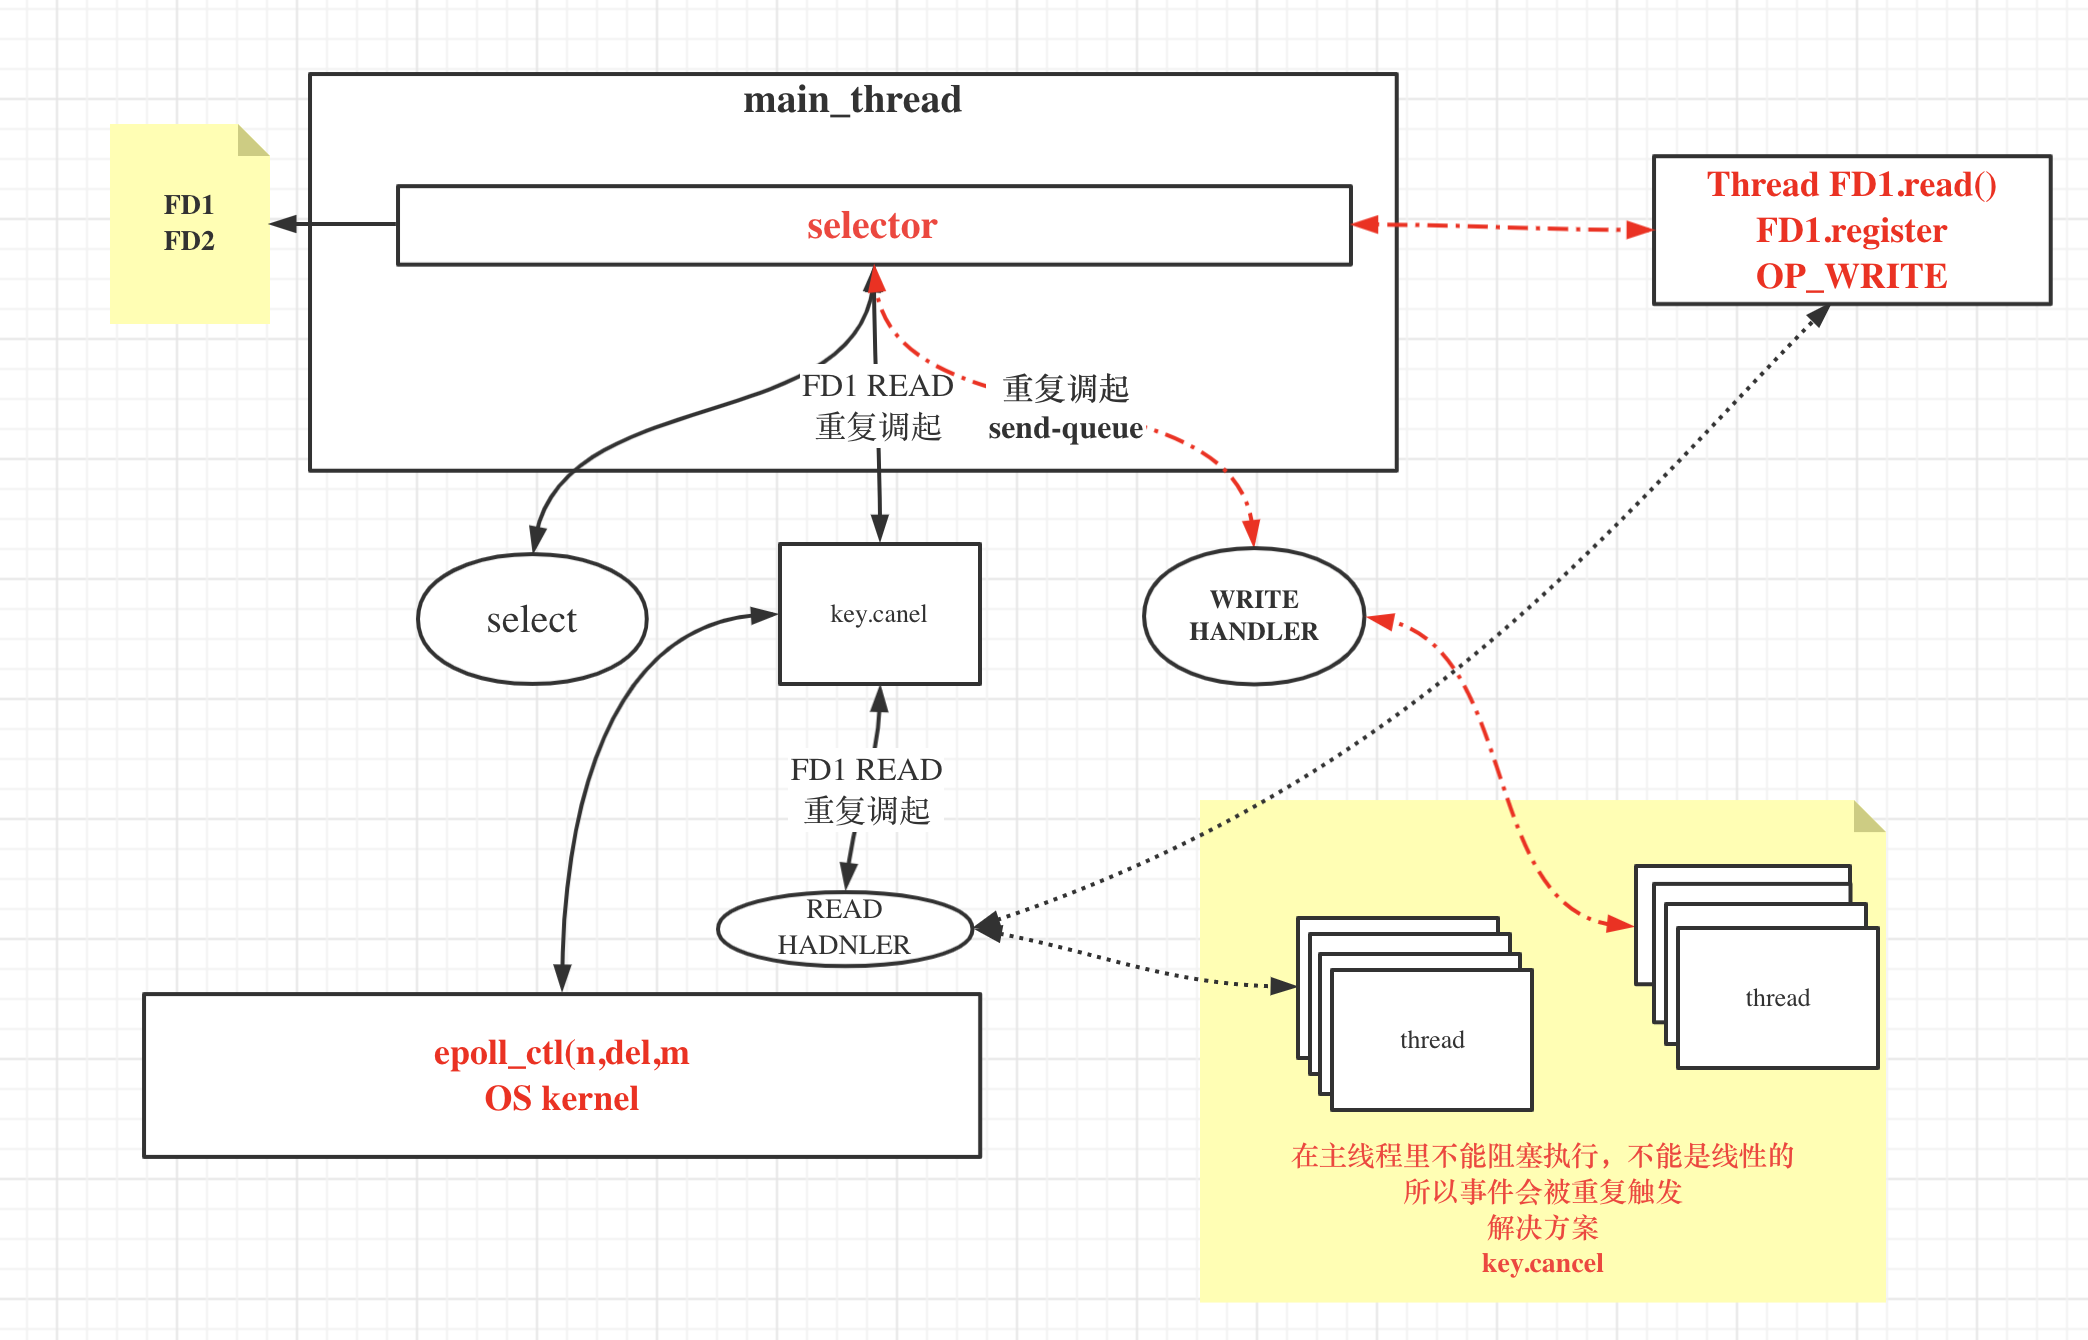 main_thread
FD1
FD2
selector
Thread FD1.read()
FD1.register
OP_WRITE
FD1 READ
重复调起
重复调起
send-queue
select
key.canel
WRITE
HANDLER
FD1 READ
重复调起
READ
HADNLER
epoll_ctl(n,del,m
OS kernel
thread
thread
在主线程里不能阻塞执行，不能是线性的
所以事件会被重复触发
解决方案
key.cancel